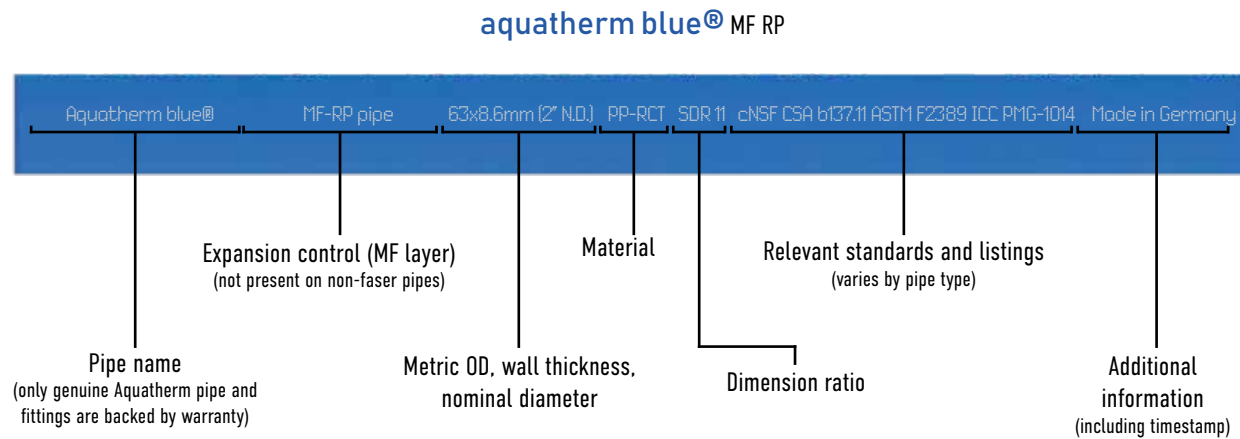 aquatherm blue® MF RP
Aquatherm blue® MF-RP pipe 63x8.6mm (2" N.D.) PP-RCT SDR 11 cNSF CSA b137.11 ASTM F2389 ICC PMG-1014 Made in Germany
Expansion control (MF layer)
(not present on non-faser pipes)
Material
Relevant standards and listings
(varies by pipe type)
Pipe name
(only genuine Aquatherm pipe and
fittings are backed by warranty)
Metric OD, wall thickness,
nominal diameter
Dimension ratio
Additional
information
(including timestamp)